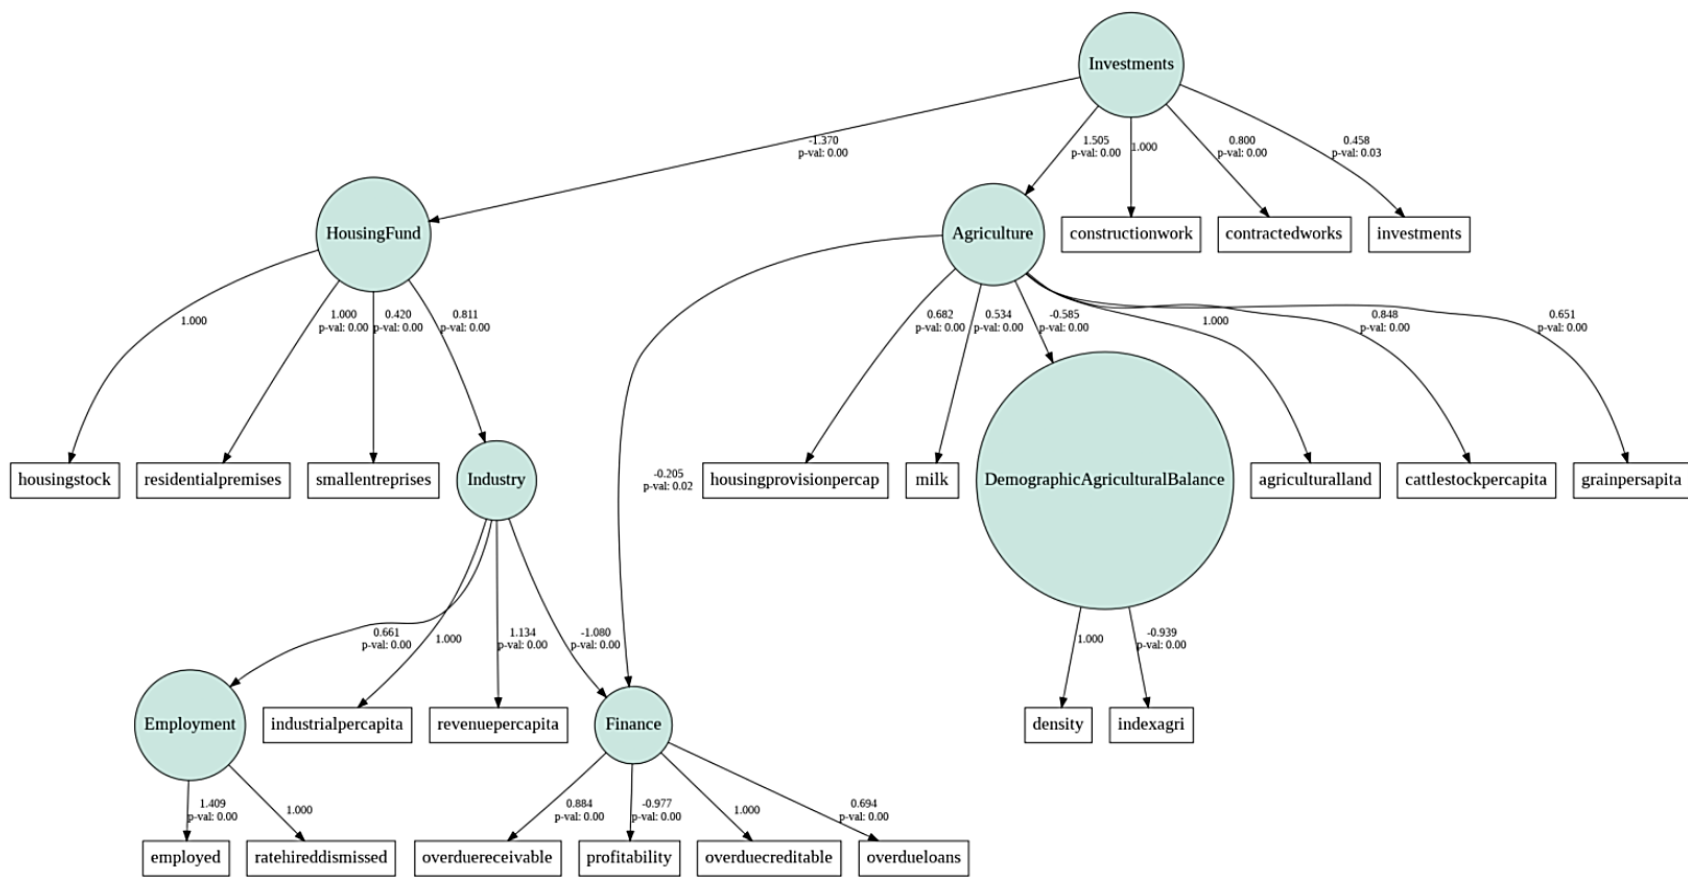 Investments
-1.370
p-val: 0.00
1.505
p-val: 0.00
1.000
0.800
p-val: 0.00
0.458
p-val: 0.03
HousingFund
Agriculture
constructionwork
contractedworks
investments
1.000
1.000
p-val: 0.00
0.420
p-val: 0.00
0.811
p-val: 0.00
0.682
p-val: 0.00
0.534
p-val: 0.00
-0.585
p-val: 0.00
1.000
0.848
p-val: 0.00
0.651
p-val: 0.00
housingstock
residentialpremises
smallentreprises
Industry
-0.205
p-val: 0.02
housingprovisionpercap
milk
DemographicAgriculturalBalance
agriculturalland
cattlestockpercapita
grainpersapita
0.661
p-val: 0.00
1.000
1.134
p-val: 0.00
-1.080
p-val: 0.00
1.000
-0.939
p-val: 0.00
Employment
industrialpercapita
revenuepercapita
Finance
density
indexagri
1.409
p-val: 0.00
1.000
0.884
p-val: 0.00
-0.977
p-val: 0.00
1.000
0.694
p-val: 0.00
employed
ratehireddismissed
overduereceivable
profitability
overduecreditable
overdueloans